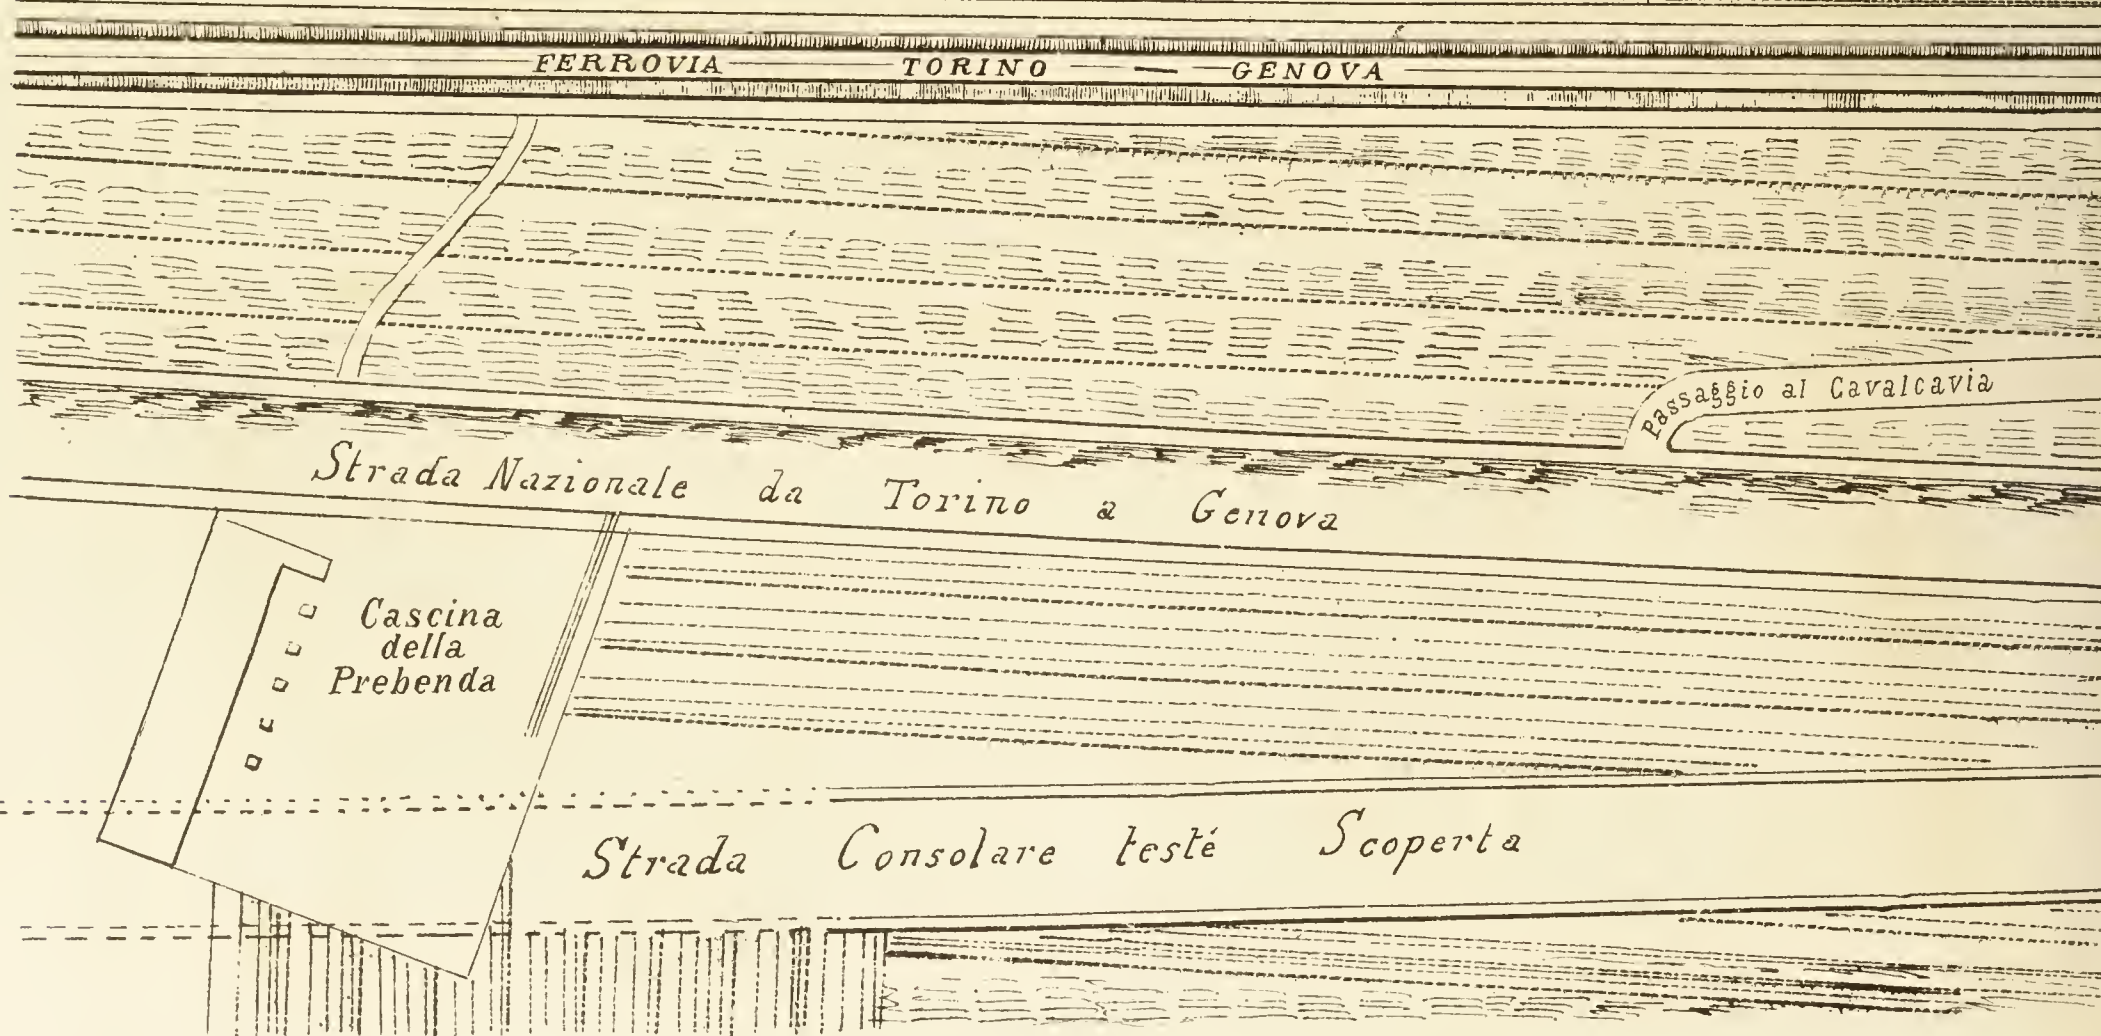 FERROVIA TORINO — GENOVA
Passaggio al Cavalcavia
Strada Nazionale da Torino a Genova
Cascina
della
Prebenda
Strada Consolare testé Scoperta